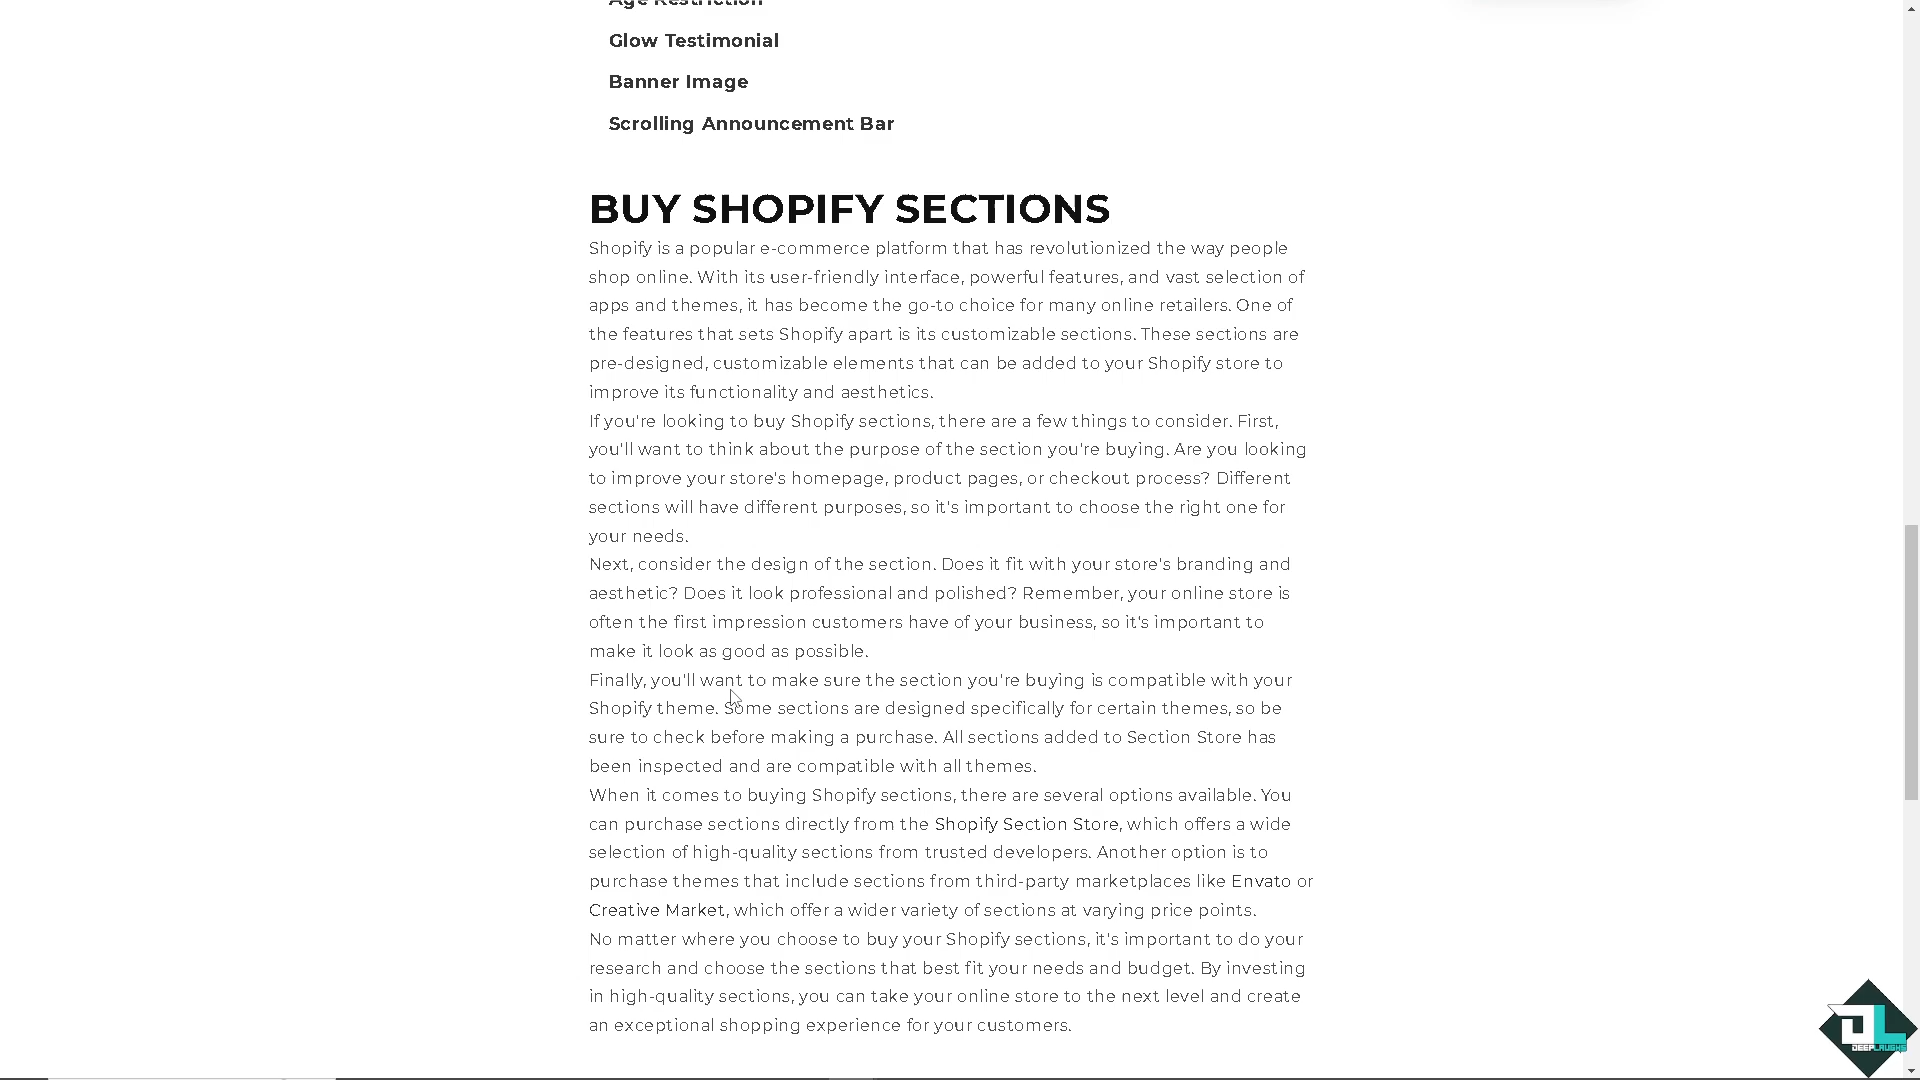 Age Restriction
Glow Testimonial
Banner Image
Scrolling Announcement Bar
BUY SHOPIFY SECTIONS
Shopify is a popular e-commerce platform that has revolutionized the way people
shop online. With its user-friendly interface, powerful features, and vast selection of
apps and themes, it has become the go-to choice for many online retailers. One of
the features that sets Shopify apart is its customizable sections. These sections are
pre-designed, customizable elements that can be added to your Shopify store to
improve its functionality and aesthetics.
If you're looking to buy Shopify sections, there are a few things to consider. First,
you'll want to think about the purpose of the section you're buying. Are you looking
to improve your store's homepage, product pages, or checkout process? Different
sections will have different purposes, so it's important to choose the right one for
your needs.
Next, consider the design of the section. Does it fit with your store's branding and
aesthetic? Does it look professional and polished? Remember, your online store is
often the first impression customers have of your business, so it's important to
make it look as good as possible.
Finally, you'll want to make sure the section you're buying is compatible with your
Shopify theme. Some sections are designed specifically for certain themes, so be
sure to check before making a purchase. All sections added to Section Store has
been inspected and are compatible with all themes.
When it comes to buying Shopify sections, there are several options available. You
can purchase sections directly from the Shopify Section Store, which offers a wide
selection of high-quality sections from trusted developers. Another option is to
purchase themes that include sections from third-party marketplaces like Envato or
Creative Market, which offer a wider variety of sections at varying price points.
No matter where you choose to buy your Shopify sections, it's important to do your
research and choose the sections that best fit your needs and budget. By investing
in high-quality sections, you can take your online store to the next level and create
an exceptional shopping experience for your customers.
DL
DEEPLAUGHS